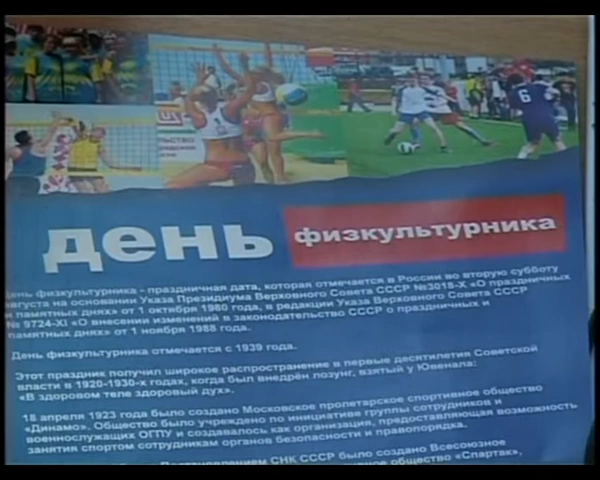 день
физкультурника
День физкультурника - праздничная дата, которая отмечается в России во вторую субботу
августа на основании Указа Президиума Верховного Совета СССР №3018-X «О праздничных
и памятных днях» от 1 октября 1980 года, в редакции Указа Верховного Совета СССР
№ 9724-XI «О внесении изменений в законодательство СССР о праздничных и
памятных днях» от 1 ноября 1988 года.
День физкультурника отмечается с 1939 года.
Этот праздник получил широкое распространение в первые десятилетия Советской
власти в 1920-1930-х годах, когда был внедрён лозунг, взятый у Ювенала:
«В здоровом теле здоровый дух».
18 апреля 1923 года было создано Московское пролетарское спортивное общество
«Динамо». Общество было учреждено по инициативе группы сотрудников и
военнослужащих ОГПУ и создавалось как организация, предоставляющая возможность
занятия спортом сотрудникам органов безопасности и правопорядка.
Постановлением СНК СССР было создано Всесоюзное
общество «Спартак»,
6